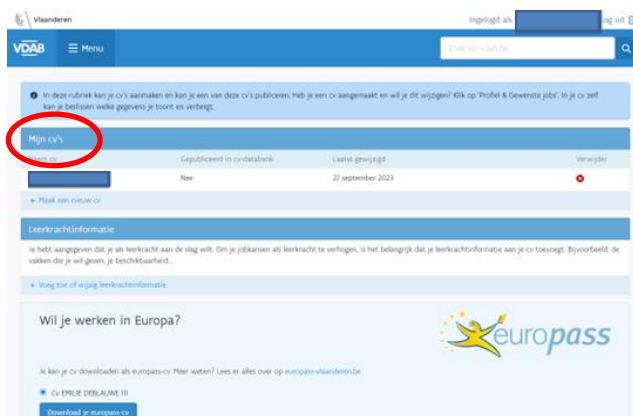 Vlaanderen
Ingelogd als
Log uit
VDAB
Menu
Zoek op vdab.be
In deze rubriek kan je cv's aanmaken en kan je een van deze cv's publiceren. Heb je een cv aangemaakt en wil je dit wijzigen? Klik op 'Profiel & Gewenste jobs'. In je cv zelf
kan je beslissen welke gegevens je toont en verbergt.
Mijn cv's
Naam cv Gepubliceerd in cv-databank Laatst gewijzigd Verwijder
Nee 27 september 2023
+ Maak een nieuw cv
Leerkrachtinformatie
Je hebt aangegeven dat je als leerkracht aan de slag wilt. Om je jobkansen als leerkracht te verhogen, is het belangrijk dat je leerkrachtinformatie aan je cv toevoegt. Bijvoorbeeld: de
vakken die je wil geven, je beschikbaarheid...
+ Voeg toe of wijzig leerkrachtinformatie
Wil je werken in Europa?
europass
Je kan je cv downloaden als europass-cv. Meer weten? Lees er alles over op europass-vlaanderen.be
CV EMILIE DEBLAUWE (1)
Download je europass-cv